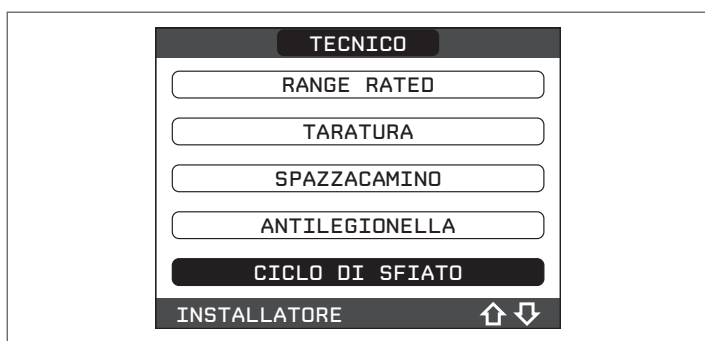 TECNICO
RANGE RATED
TARATURA
SPAZZACAMINO
ANTILEGIONELLA
CICLO DI SFIATO
INSTALLATORE